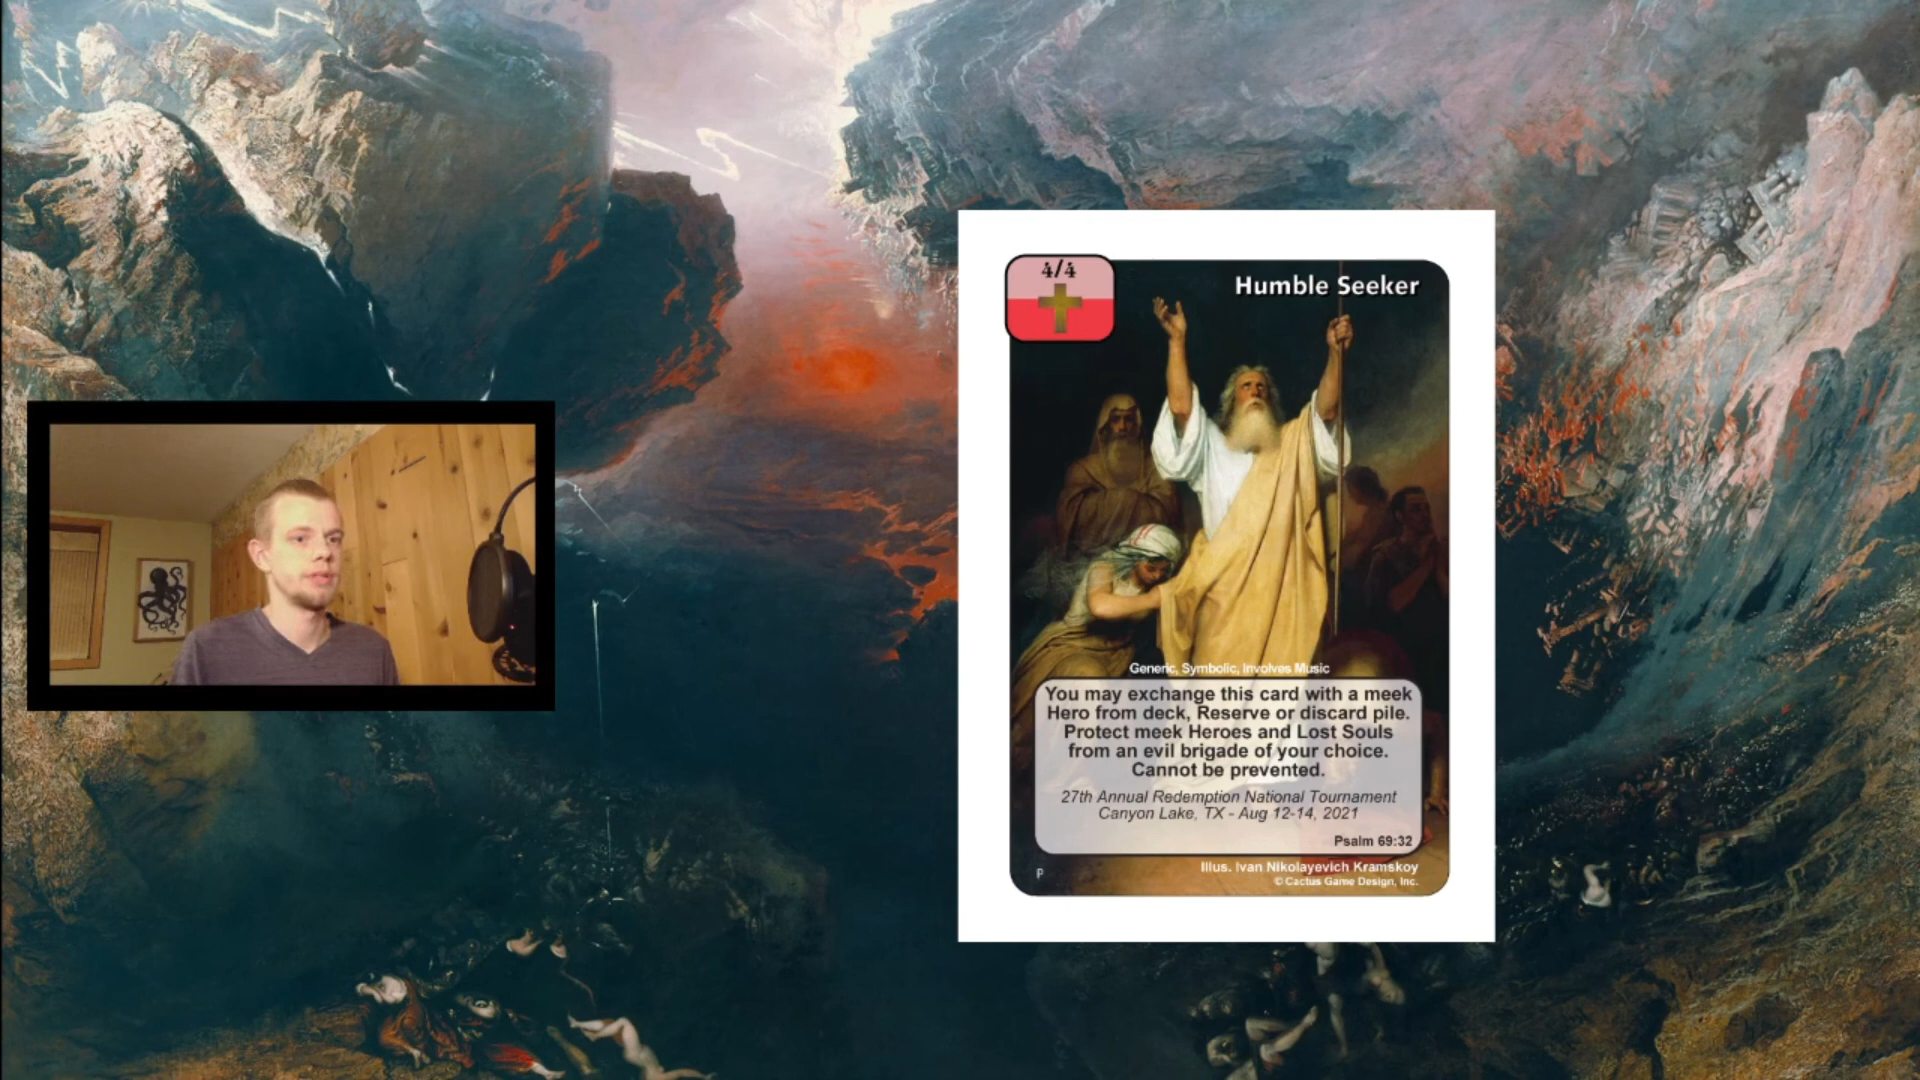 4/4
Humble Seeker
Generic, Symbolic, Involves Music
You may exchange this card with a meek
Hero from deck, Reserve or discard pile.
Protect meek Heroes and Lost Souls
from an evil brigade of your choice.
Cannot be prevented.
27th Annual Redemption National Tournament
Canyon Lake, TX - Aug 12-14, 2021
Psalm 69:32
Illus. Ivan Nikolayevich Kramskoy
P
© Cactus Game Design, Inc.